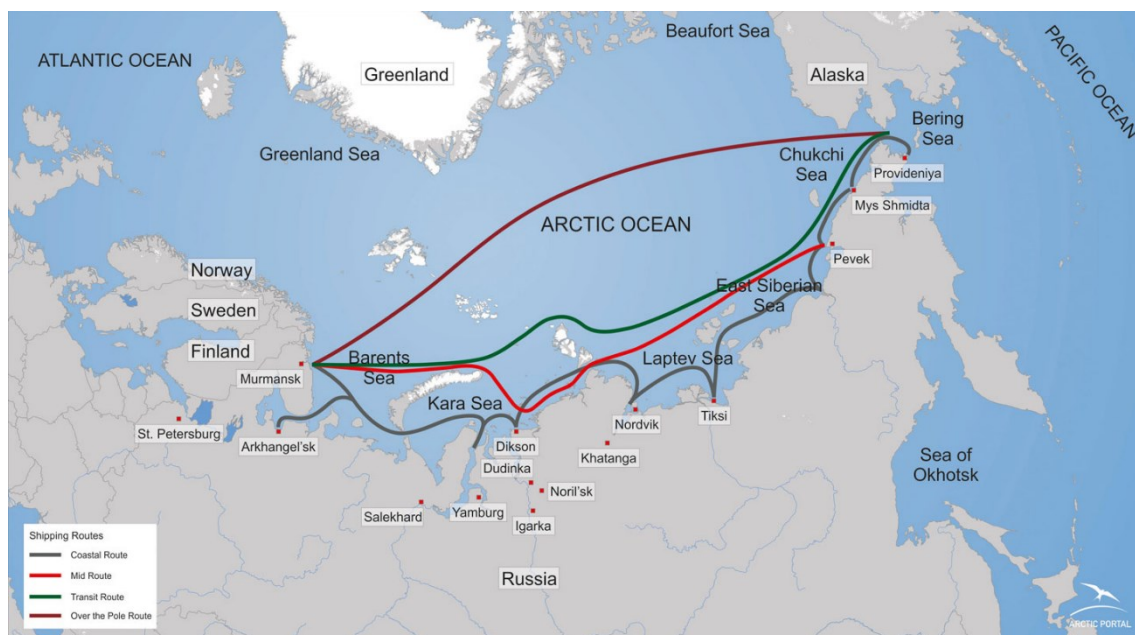 Beaufort Sea
PACIFIC OCEAN
ATLANTIC OCEAN
Greenland
Alaska
Bering
Sea
Greenland Sea
Chukchi
Sea
Provideniya
Mys Shmidta
ARCTIC OCEAN
Pevek
Norway
East Siberian
Sea
Sweden
Finland
Barents
Sea
Laptev Sea
Murmansk
Kara Sea
St. Petersburg
Arkhangel'sk
Dikson
Nordvik
Tiksi
Khatanga
Dudinka
Noril'sk
Sea of
Okhotsk
Salekhard
Yamburg
Igarka
Russia
Shipping Routes
Coastal Route
Mid Route
Transit Route
Over the Pole Route
ARCTIC PORTAL